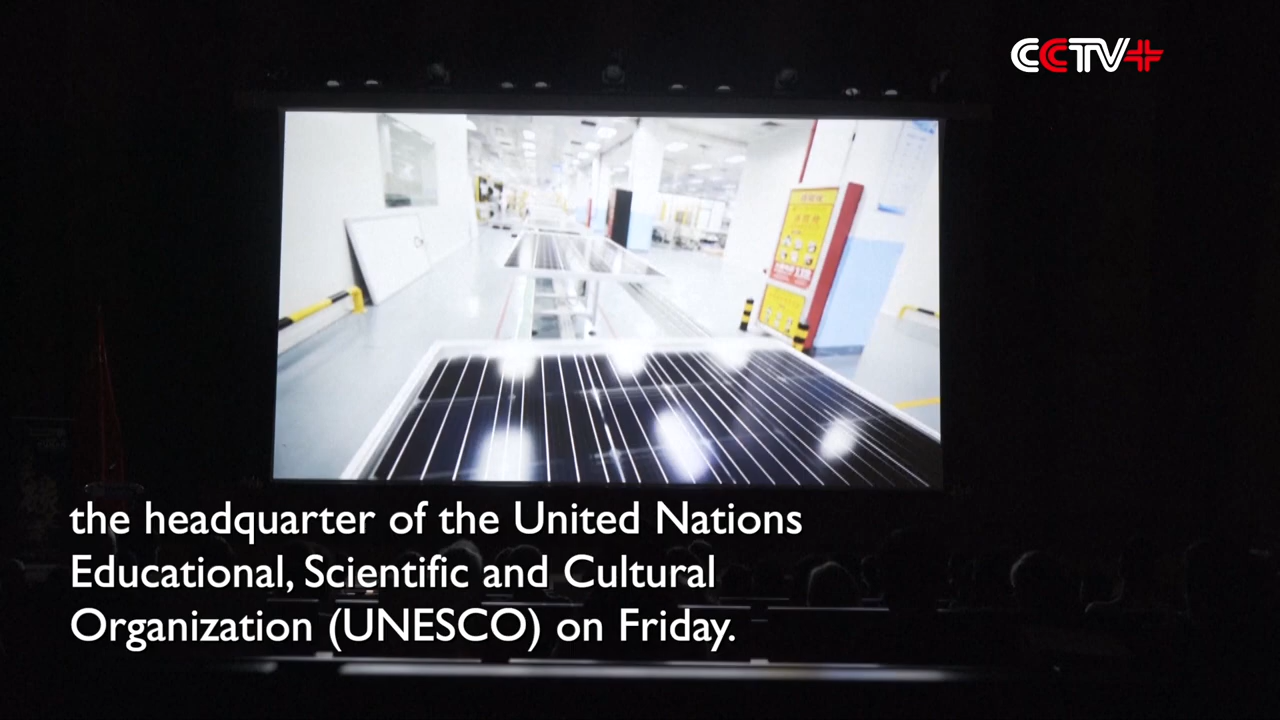 CCTV+
the headquarter of the United Nations
Educational, Scientific and Cultural
Organization (UNESCO) on Friday.